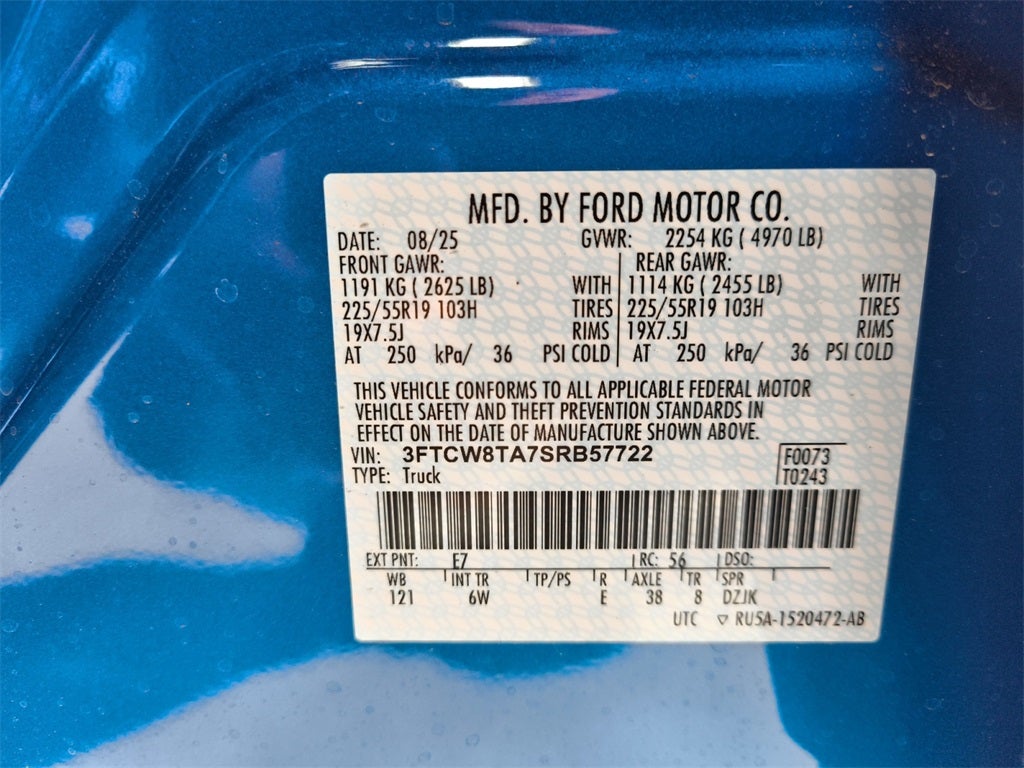 MFD. BY FORD MOTOR CO.
DATE: 08/25 GVWR: 2254 KG ( 4970 LB)
FRONT GAWR: REAR GAWR:
1191 KG ( 2625 LB) WITH 1114 KG ( 2455 LB) WITH
225/55R19 103H TIRES 225/55R19 103H TIRES
19X7.5J RIMS 19X7.5J RIMS
AT 250 kPa/ 36 PSI COLD AT 250 kPa/ 36 PSI COLD
THIS VEHICLE CONFORMS TO ALL APPLICABLE FEDERAL MOTOR
VEHICLE SAFETY AND THEFT PREVENTION STANDARDS IN
EFFECT ON THE DATE OF MANUFACTURE SHOWN ABOVE.
VIN: 3FTCW8TA7SRB57722 F0073
TYPE: Truck T0243
EXT PNT: E7 RC: 56 DSO:
WB INT TR TP/PS R AXLE TR SPR
121 6W E 38 8 DZJK
UTC ▽ RU5A-1520472-AB